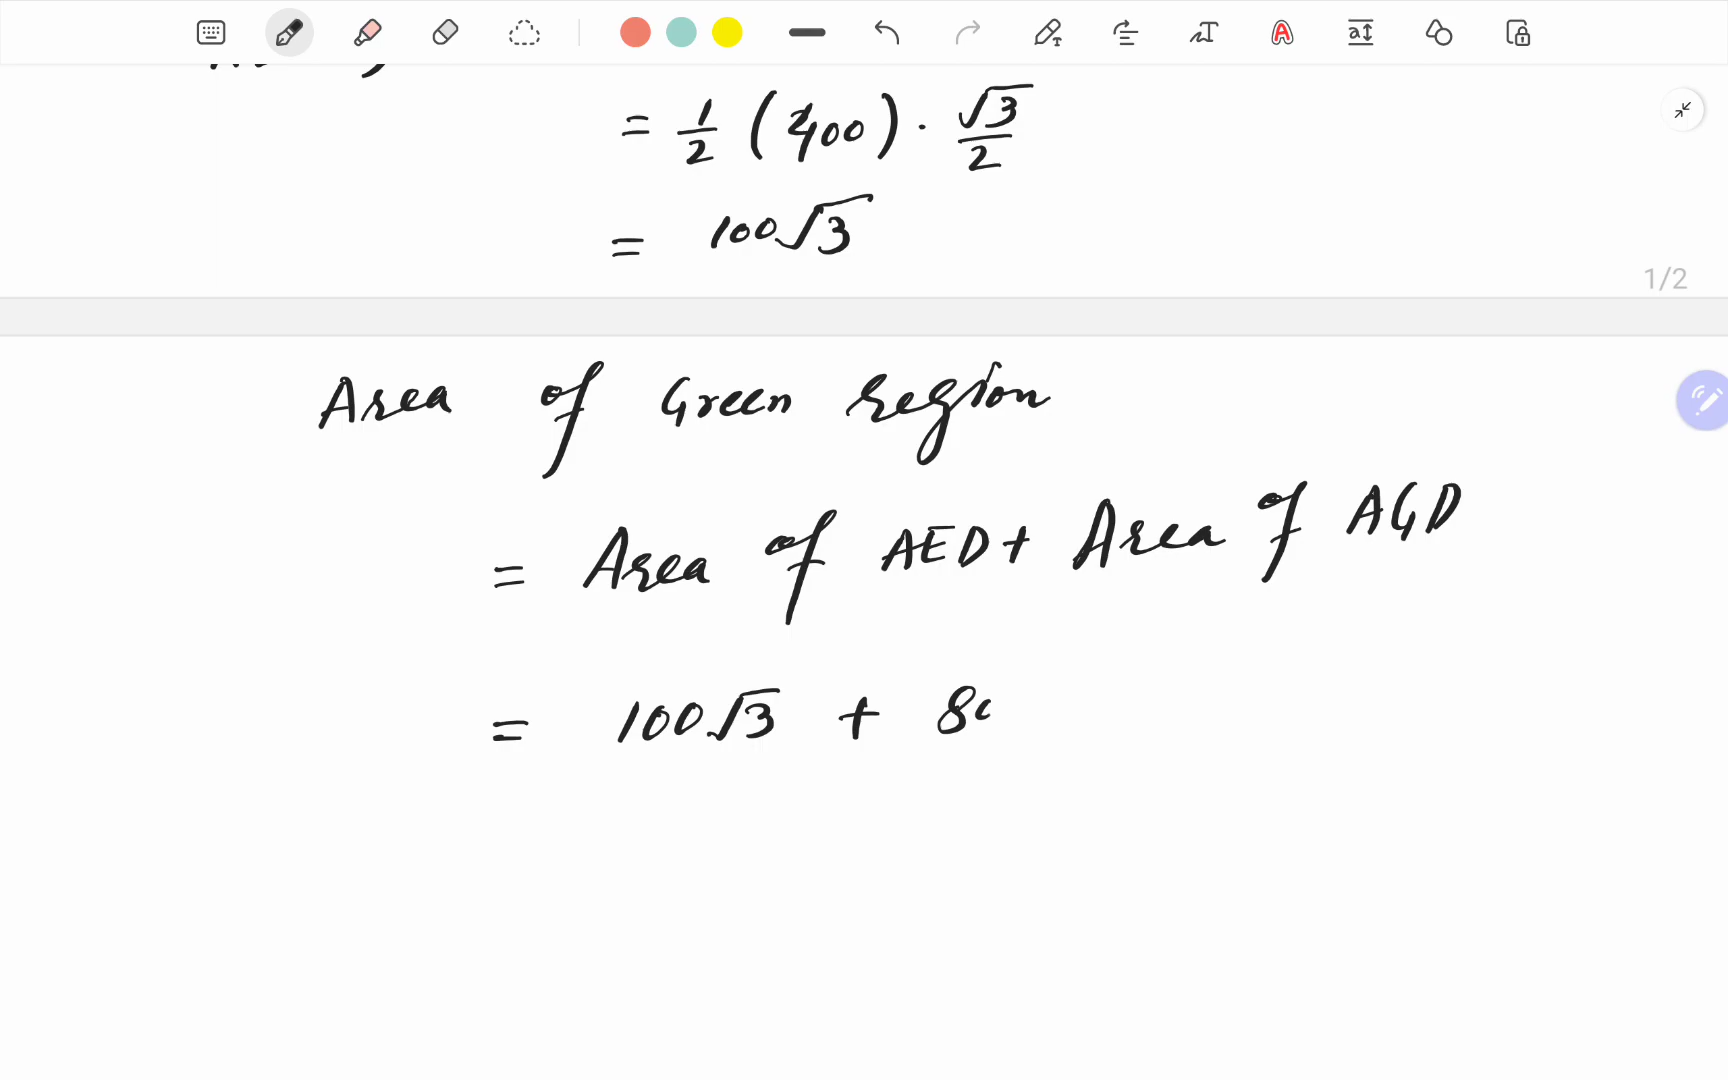 = 1/2 (400) · √3/2
= 100√3
1/2
Area of Green region
= Area of AED + Area of AGD
= 100√3 + 80